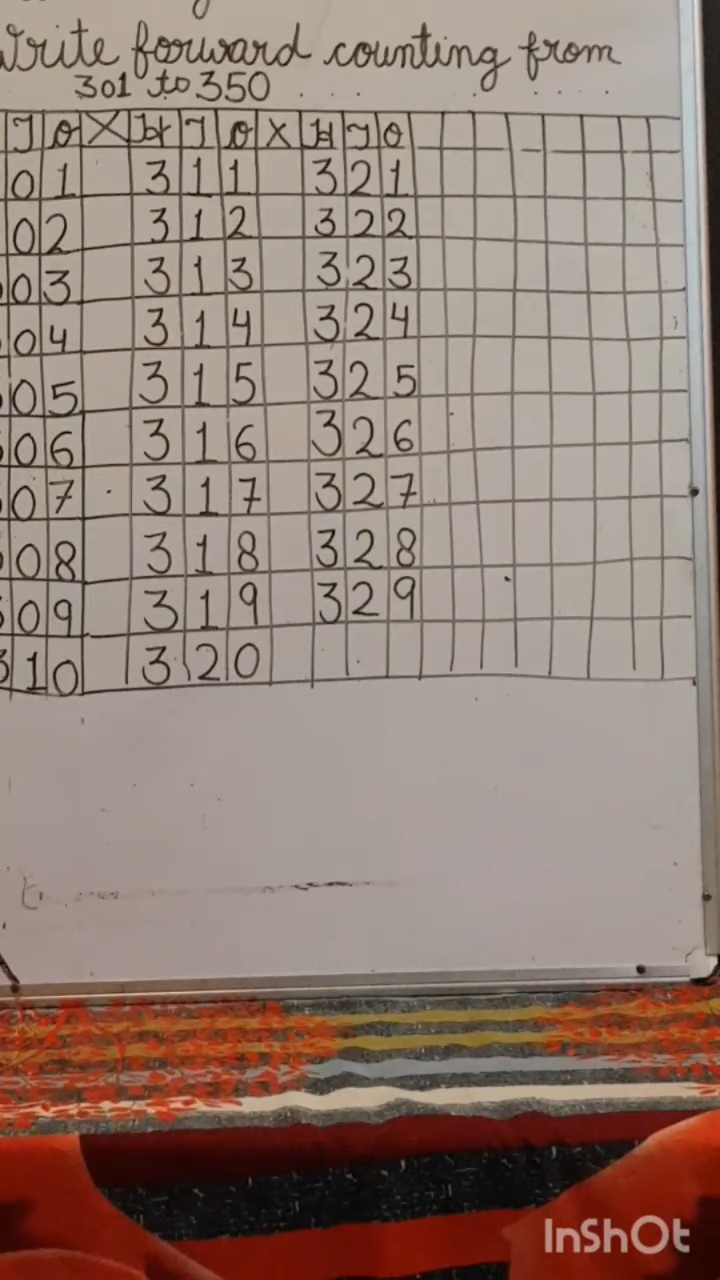 Write forward counting from
301 to 350
T O X H T O X H T O
01 311 321
02 312 322
03 313 323
04 314 324
05 315 325
06 316 326
07 317 327
08 318 328
09 319 329
310 320
InShOt